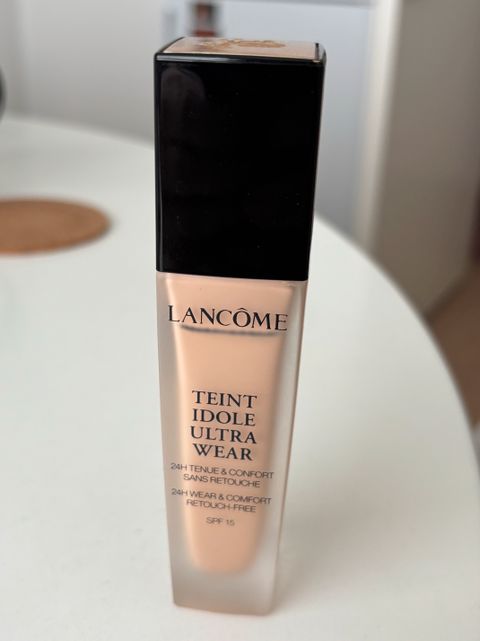 LANCÔME
TEINT
IDOLE
ULTRA
WEAR
24H TENUE & CONFORT
SANS RETOUCHE
24H WEAR & COMFORT
RETOUCH-FREE
SPF 15